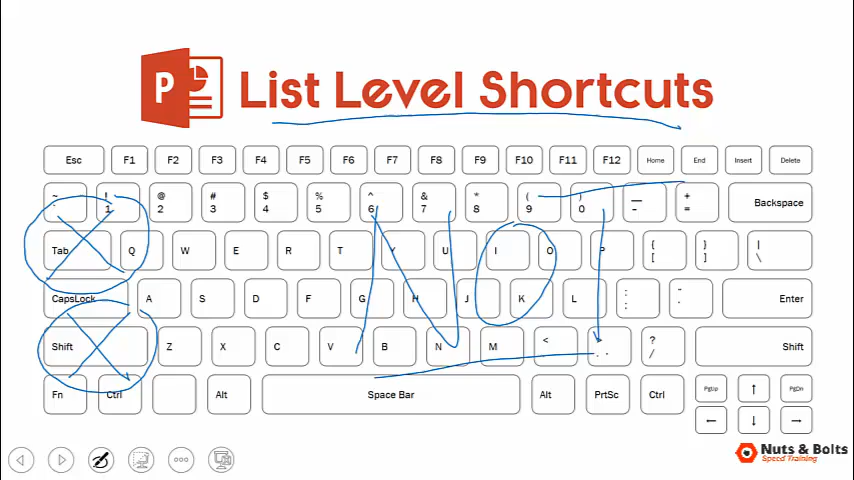 P List Level Shortcuts
Esc F1 F2 F3 F4 F5 F6 F7 F8 F9 F10 F11 F12 Home End Insert Delete
~ ! @ # $ % ^ & * ( ) _ +
` 1 2 3 4 5 6 7 8 9 0 - = Backspace
Tab Q W E R T Y U I O P { [ } ] | \
CapsLock A S D F G H J K L : ; " ' Enter
Shift Z X C V B N M < , > . ? / Shift
Fn Ctrl Alt Space Bar Alt PrtSc Ctrl PgUp ↑ PgDn
← ↓ →
NOT
Nuts & Bolts
Speed Training